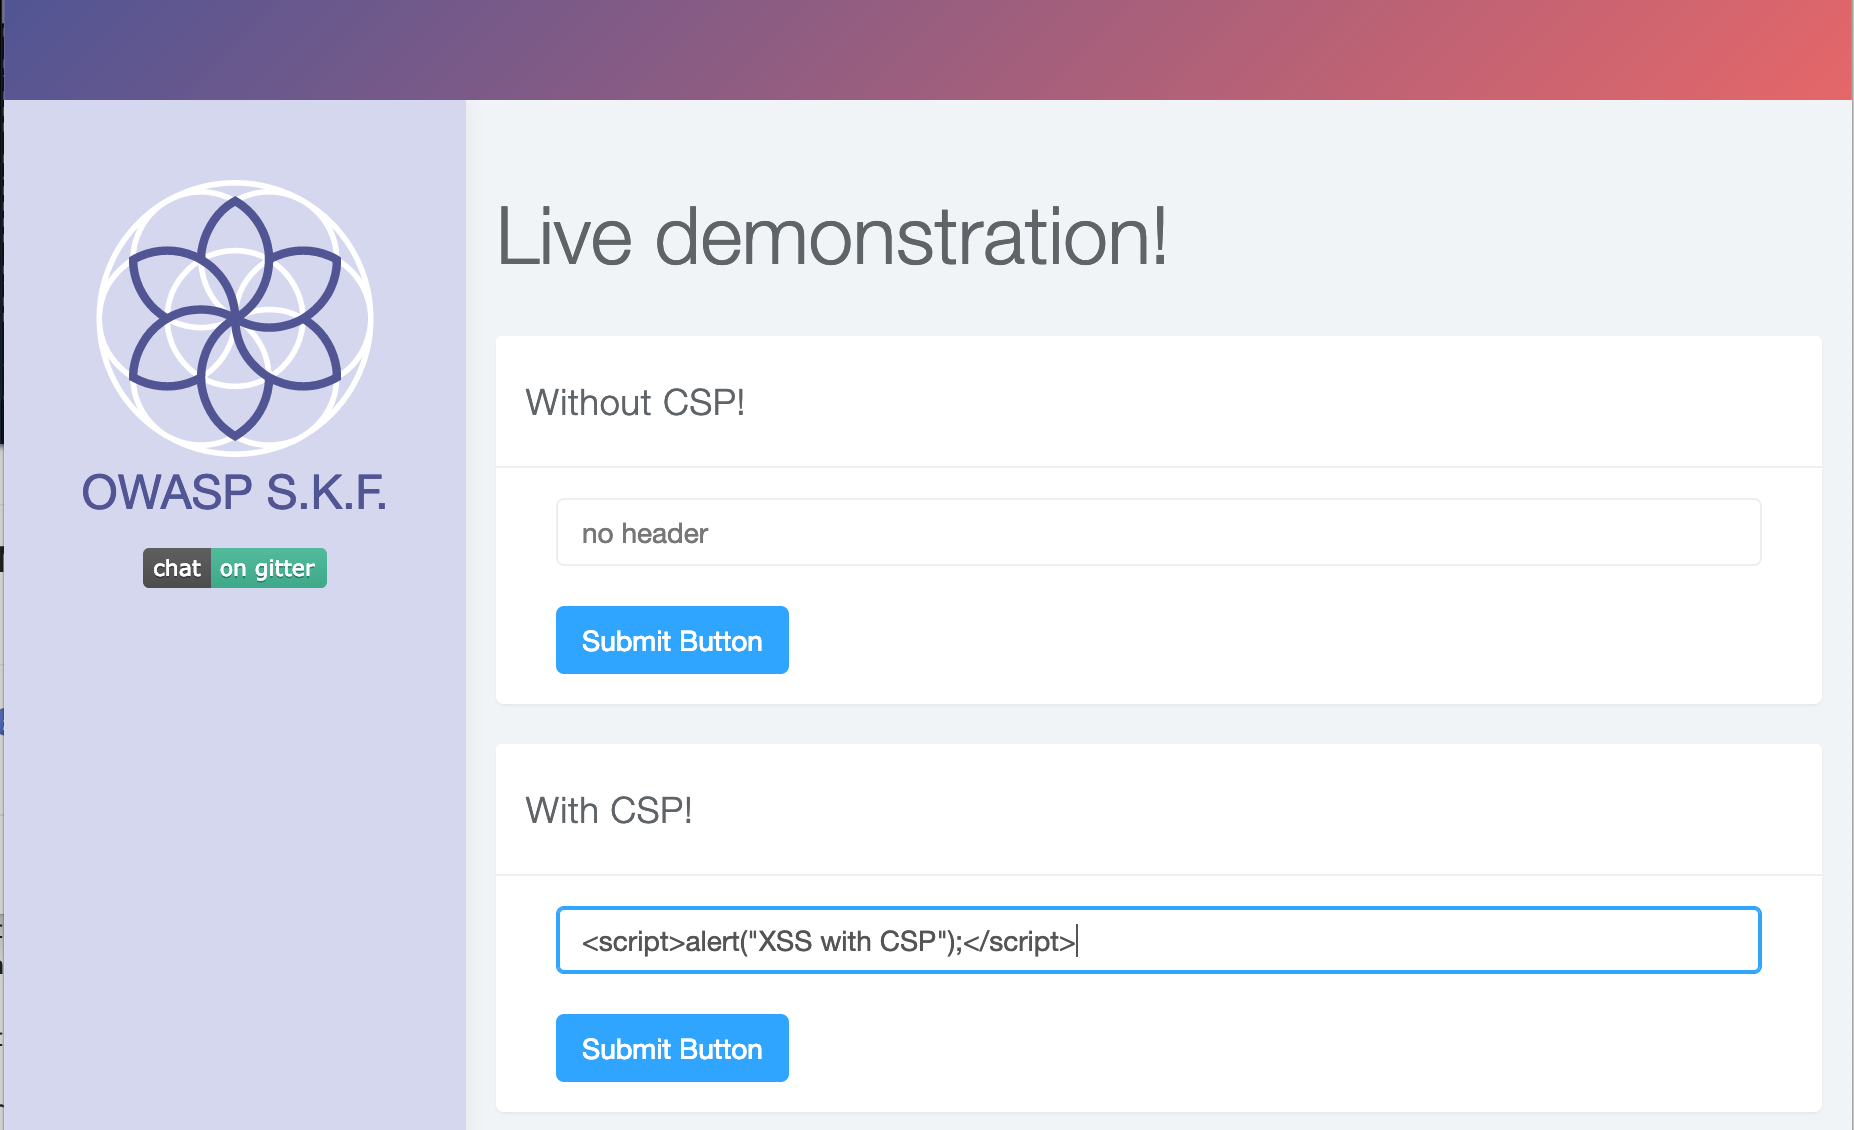 Live demonstration!
OWASP S.K.F.
chat on gitter
Without CSP!
no header
Submit Button
With CSP!
<script>alert("XSS with CSP");</script>
Submit Button